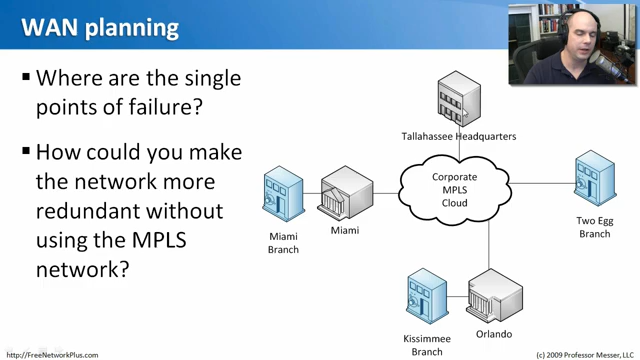 WAN planning
▪ Where are the single
points of failure?
▪ How could you make
the network more
redundant without
using the MPLS
network?
Tallahassee Headquarters
Corporate
MPLS
Cloud
Miami
Branch
Miami
Two Egg
Branch
Kissimmee
Branch
Orlando
http://FreeNetworkPlus.com
(c) 2009 Professor Messer, LLC